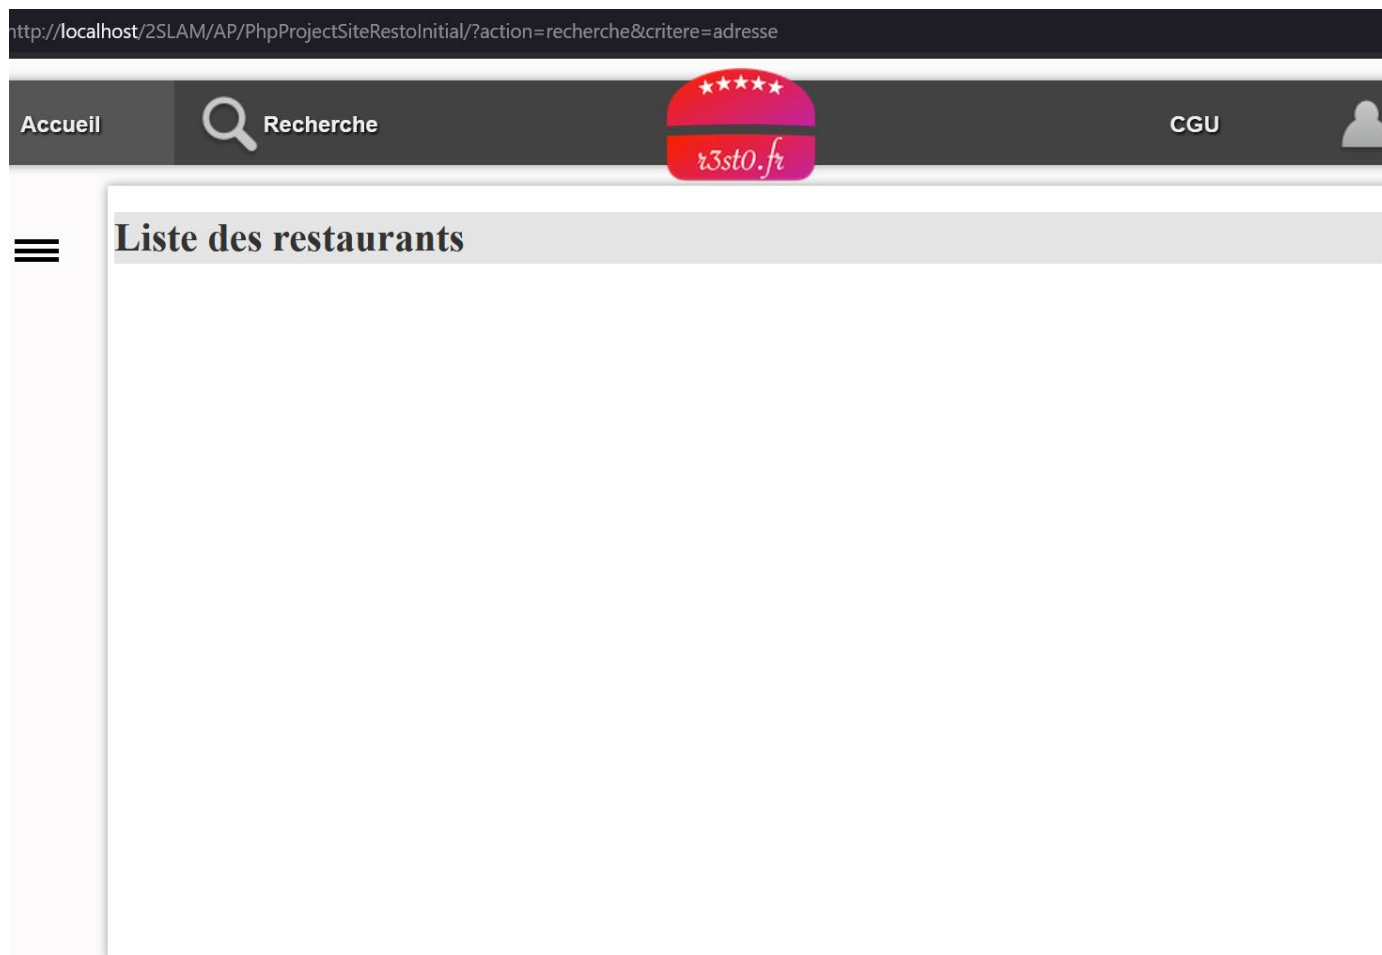 http://localhost/2SLAM/AP/PhpProjectSiteRestoInitial/?action=recherche&critere=adresse
Accueil
Recherche
r3st0.fr
CGU
Liste des restaurants